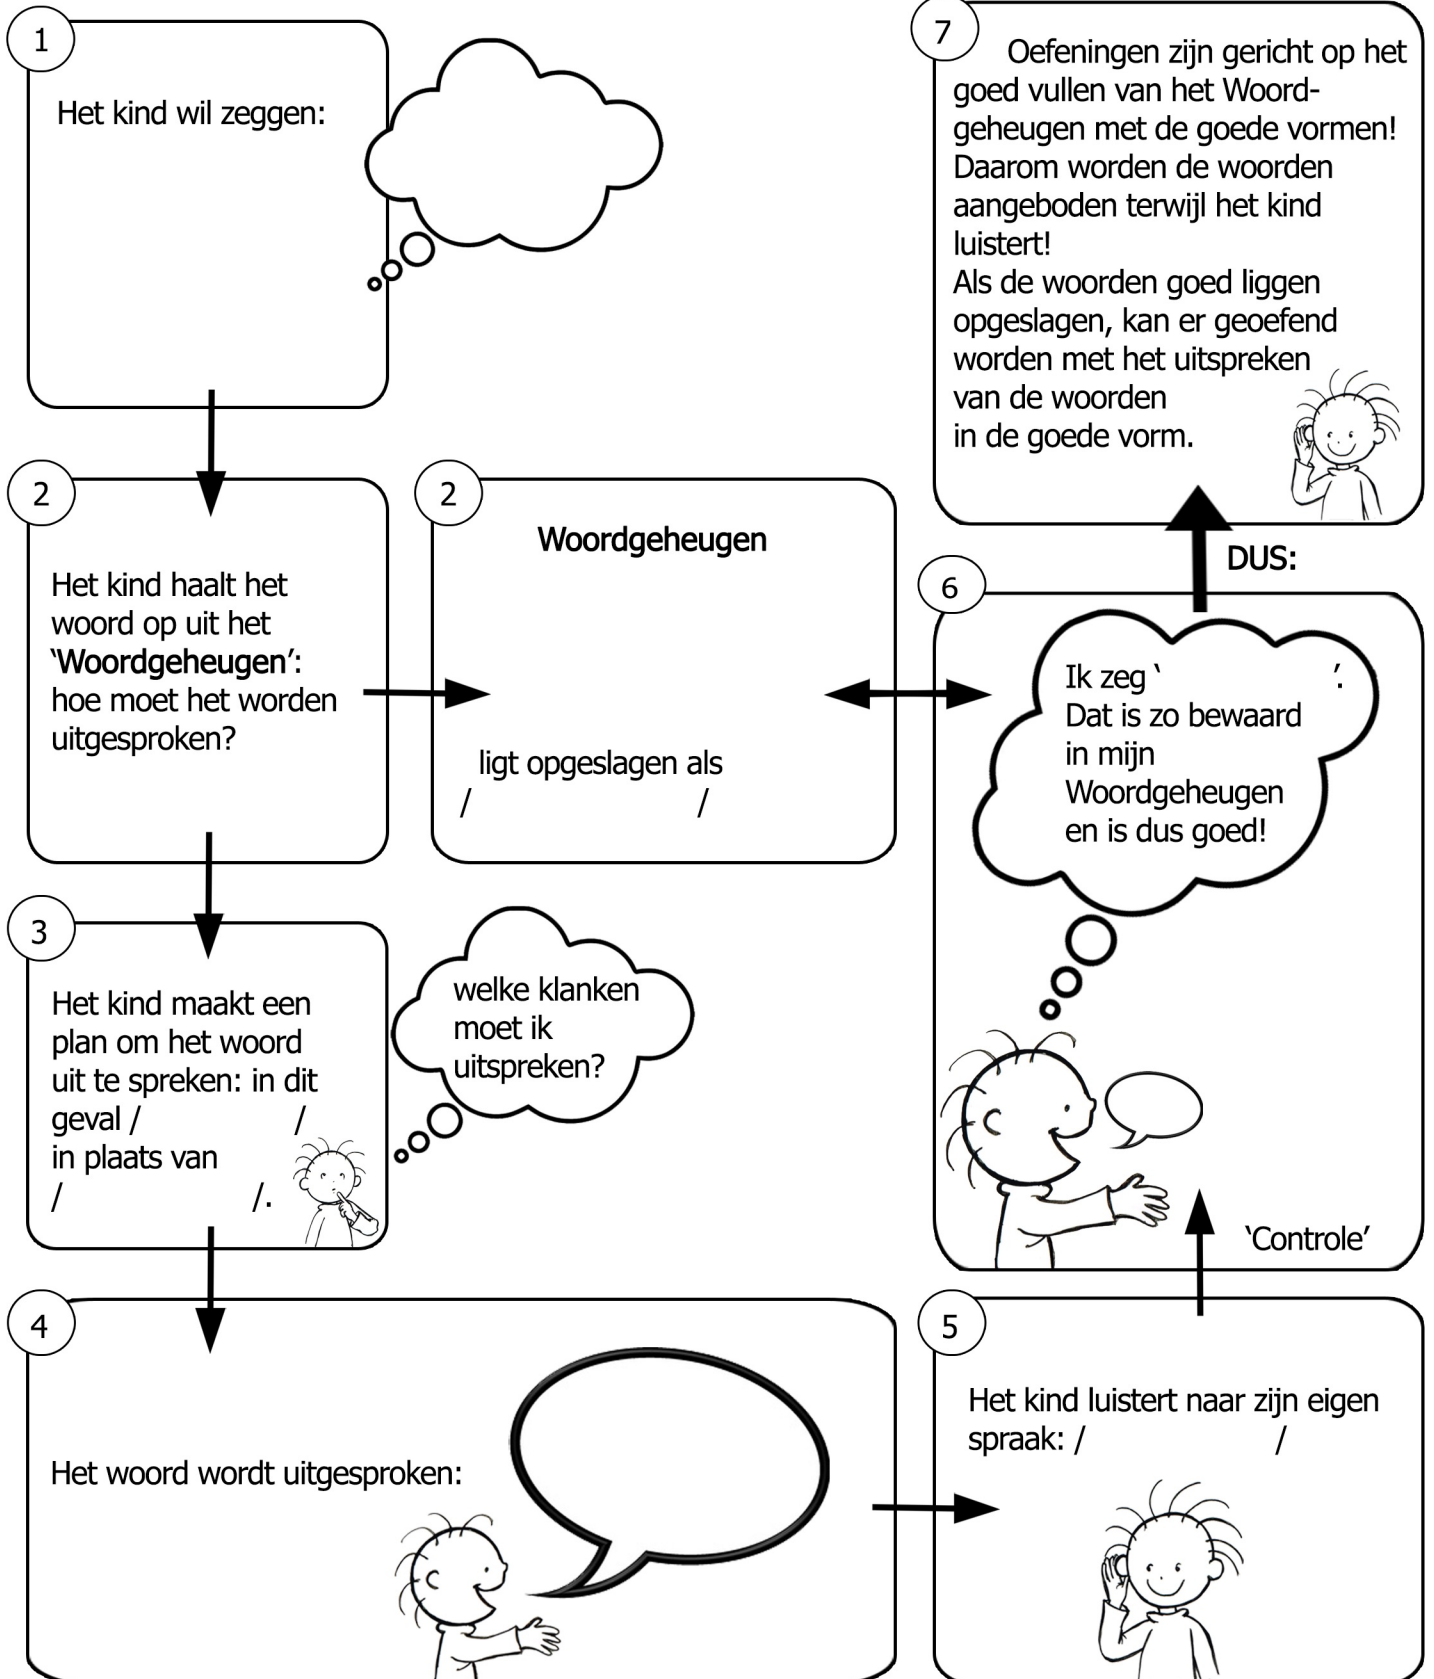 1
Het kind wil zeggen:
2
Het kind haalt het
woord op uit het
‘Woordgeheugen’:
hoe moet het worden
uitgesproken?
2
Woordgeheugen
ligt opgeslagen als
/ /
3
Het kind maakt een
plan om het woord
uit te spreken: in dit
geval / /
in plaats van
/ /.
welke klanken
moet ik
uitspreken?
4
Het woord wordt uitgesproken:
5
Het kind luistert naar zijn eigen
spraak: / /
6
Ik zeg ‘ ’.
Dat is zo bewaard
in mijn
Woordgeheugen
en is dus goed!
‘Controle’
DUS:
7
Oefeningen zijn gericht op het
goed vullen van het Woord-
geheugen met de goede vormen!
Daarom worden de woorden
aangeboden terwijl het kind
luistert!
Als de woorden goed liggen
opgeslagen, kan er geoefend
worden met het uitspreken
van de woorden
in de goede vorm.